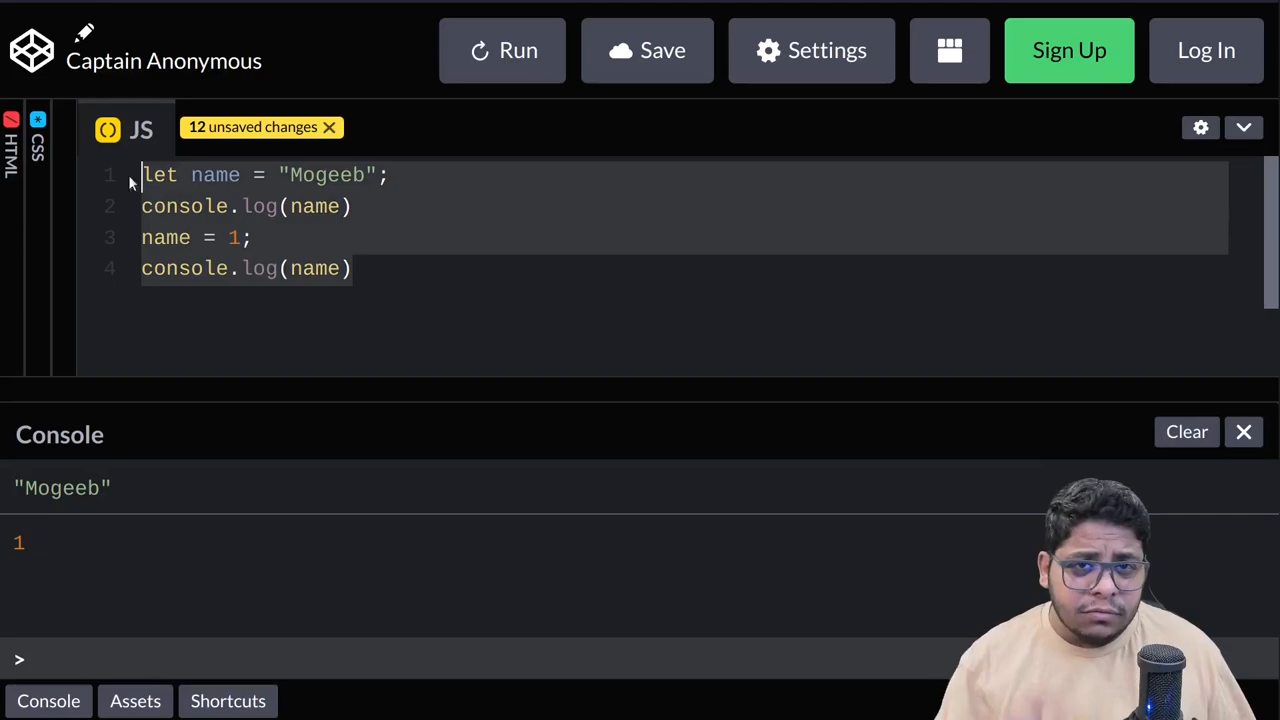 Captain Anonymous
Run
Save
Settings
Sign Up
Log In
HTML
CSS
JS
12 unsaved changes
1 let name = "Mogeeb";
2 console.log(name)
3 name = 1;
4 console.log(name)
Console
Clear
"Mogeeb"
1
>
Console
Assets
Shortcuts